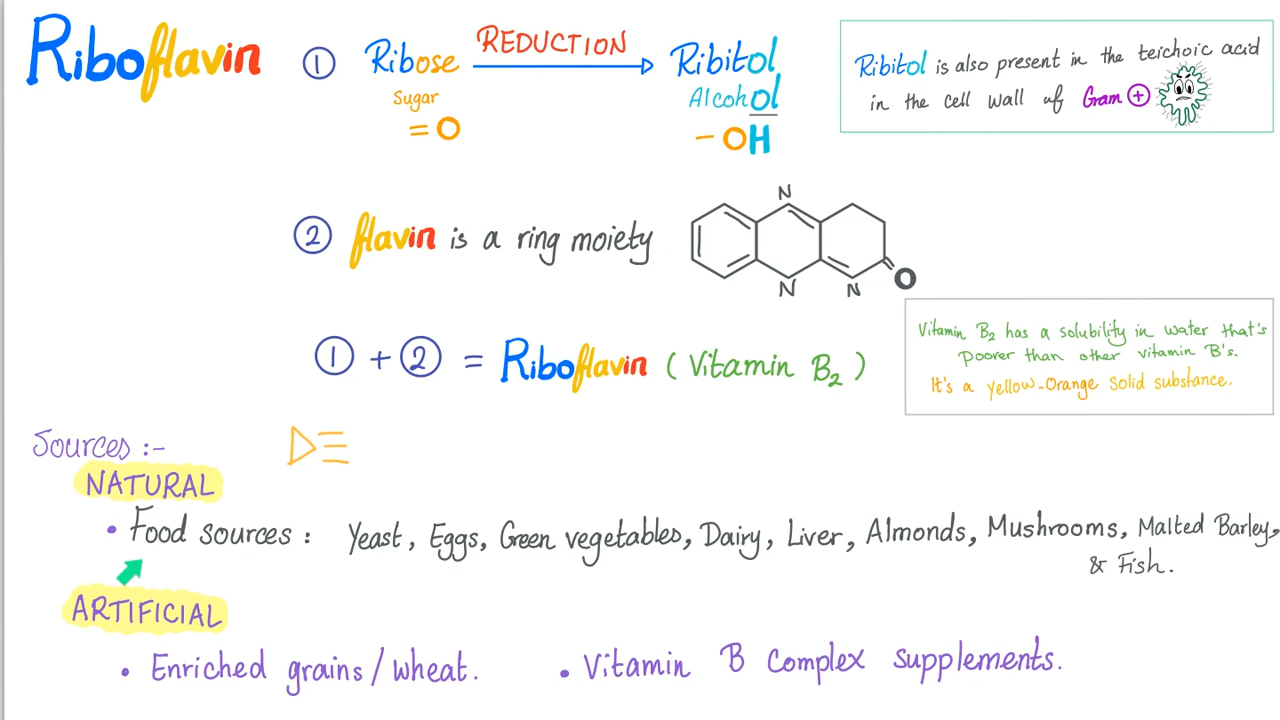 Riboflavin
① Ribose REDUCTION Ribitol
Sugar Alcohol
=O -OH
Ribitol is also present in the teichoic acid
in the cell wall of Gram +
② flavin is a ring moiety
N
N N O
① + ② = Riboflavin (Vitamin B2)
Vitamin B2 has a solubility in water that's
poorer than other vitamin B's.
It's a yellow-orange solid substance.
Sources :-
NATURAL
• Food sources : Yeast, Eggs, Green vegetables, Dairy, Liver, Almonds, Mushrooms, Malted Barley,
& Fish.
ARTIFICIAL
• Enriched grains/wheat. • Vitamin B complex supplements.